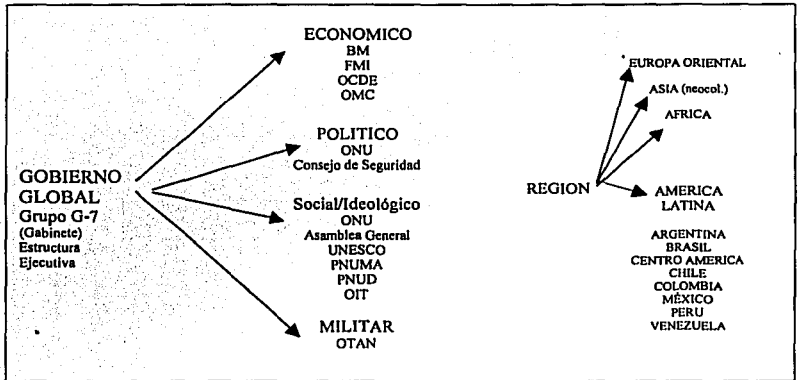 GOBIERNO
GLOBAL
Grupo G-7
(Gabinete)
Estructura
Ejecutiva
ECONOMICO
BM
FMI
OCDE
OMC
POLITICO
ONU
Consejo de Seguridad
Social/Ideológico
ONU
Asamblea General
UNESCO
PNUMA
PNUD
OIT
MILITAR
OTAN
REGION
EUROPA ORIENTAL
ASIA (neocol.)
AFRICA
AMERICA
LATINA
ARGENTINA
BRASIL
CENTRO AMERICA
CHILE
COLOMBIA
MÉXICO
PERU
VENEZUELA